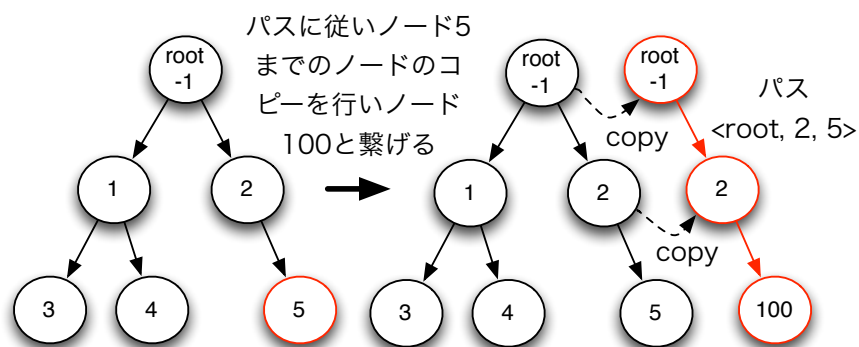 パスに従いノード5
までのノードのコ
ピーを行いノード
100と繋げる
root
-1
1
2
3
4
5
root
-1
1
2
3
4
5
copy
copy
root
-1
2
100
パス
<root, 2, 5>